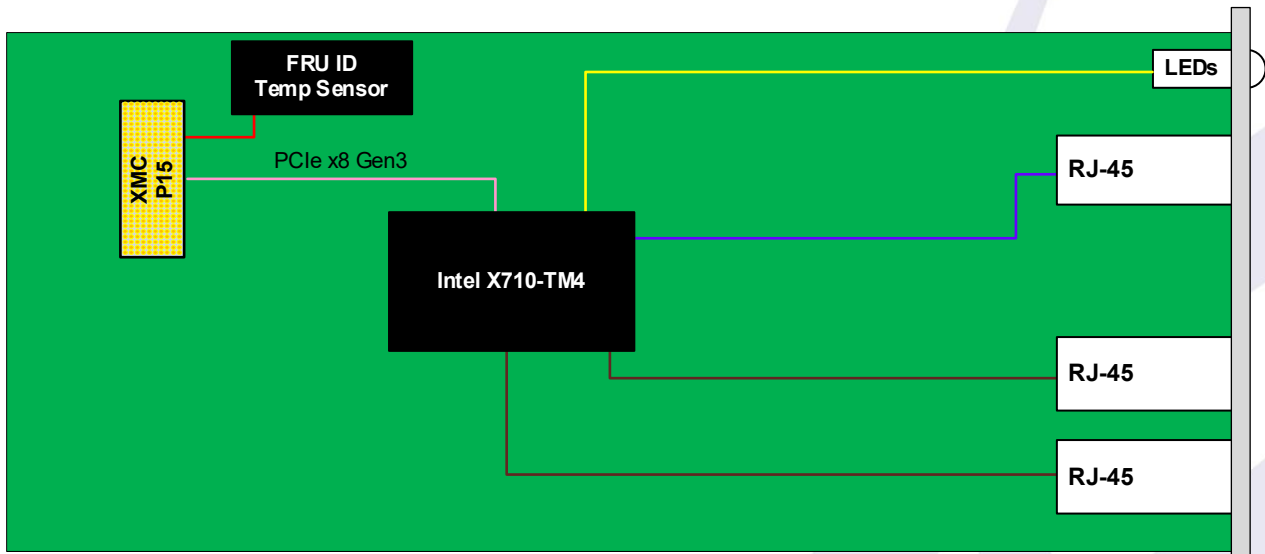 FRU ID
Temp Sensor
LEDs
XMC
P15
PCIe x8 Gen3
RJ-45
Intel X710-TM4
RJ-45
RJ-45